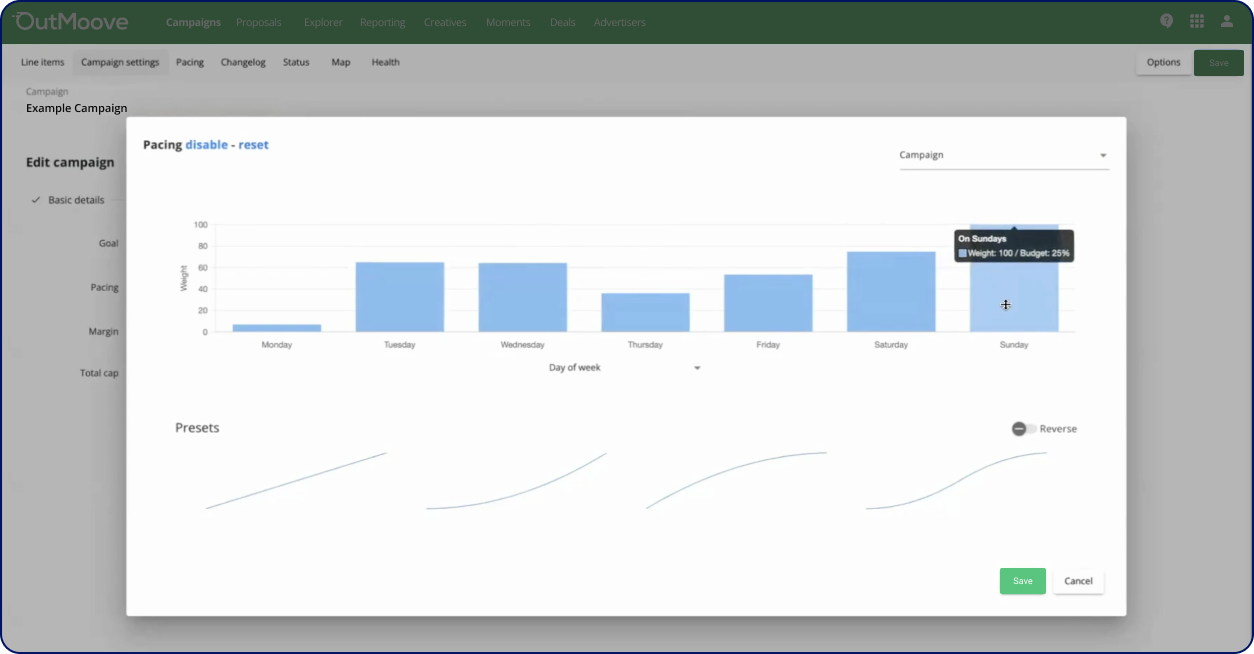 OutMoove Campaigns Proposals Explorer Reporting Creatives Moments Deals Advertisers
Line items Campaign settings Pacing Changelog Status Map Health Options Save
Campaign
Example Campaign
Edit campaign
Basic details
Goal
Pacing
Margin
Total cap
Pacing disable - reset
Campaign
Weight
100
80
60
40
20
0
On Sundays
Weight: 100 / Budget: 25%
Monday Tuesday Wednesday Thursday Friday Saturday Sunday
Day of week
Presets
Reverse
Save Cancel